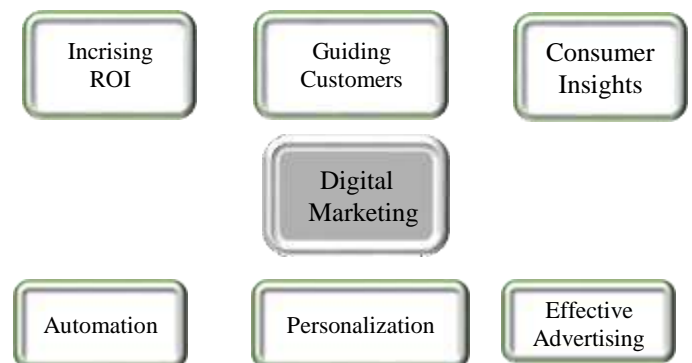 Incrising
ROI
Guiding
Customers
Consumer
Insights
Digital
Marketing
Automation
Personalization
Effective
Advertising